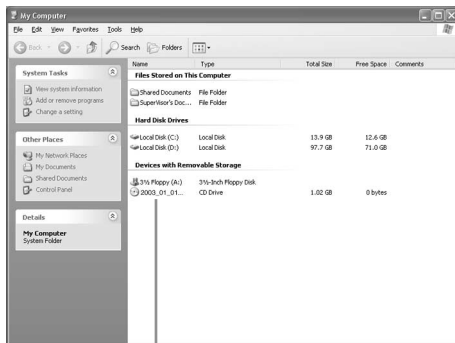 My Computer
File Edit View Favorites Tools Help
Back Search Folders
System Tasks
View system information
Add or remove programs
Change a setting
Other Places
My Network Places
My Documents
Shared Documents
Control Panel
Details
My Computer
System Folder
Name Type Total Size Free Space Comments
Files Stored on This Computer
Shared Documents File Folder
SuperVisor's Doc... File Folder
Hard Disk Drives
Local Disk (C:) Local Disk 13.9 GB 12.6 GB
Local Disk (D:) Local Disk 97.7 GB 71.0 GB
Devices with Removable Storage
3½ Floppy (A:) 3½-Inch Floppy Disk
2003_01_01... CD Drive 1.02 GB 0 bytes